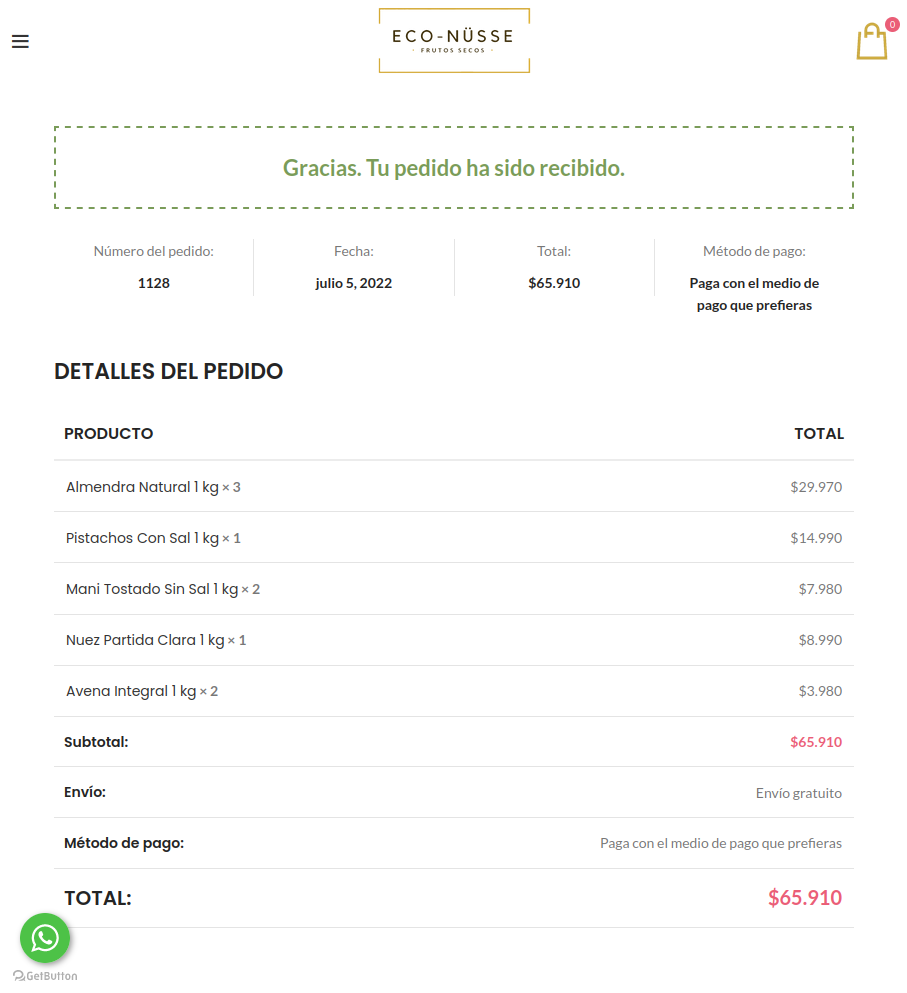 ECO-NÜSSE
· FRUTOS SECOS ·
0
Gracias. Tu pedido ha sido recibido.
Número del pedido:
1128
Fecha:
julio 5, 2022
Total:
$65.910
Método de pago:
Paga con el medio de
pago que prefieras
DETALLES DEL PEDIDO
PRODUCTO TOTAL
Almendra Natural 1 kg × 3 $29.970
Pistachos Con Sal 1 kg × 1 $14.990
Mani Tostado Sin Sal 1 kg × 2 $7.980
Nuez Partida Clara 1 kg × 1 $8.990
Avena Integral 1 kg × 2 $3.980
Subtotal: $65.910
Envío: Envío gratuito
Método de pago: Paga con el medio de pago que prefieras
TOTAL: $65.910
GetButton